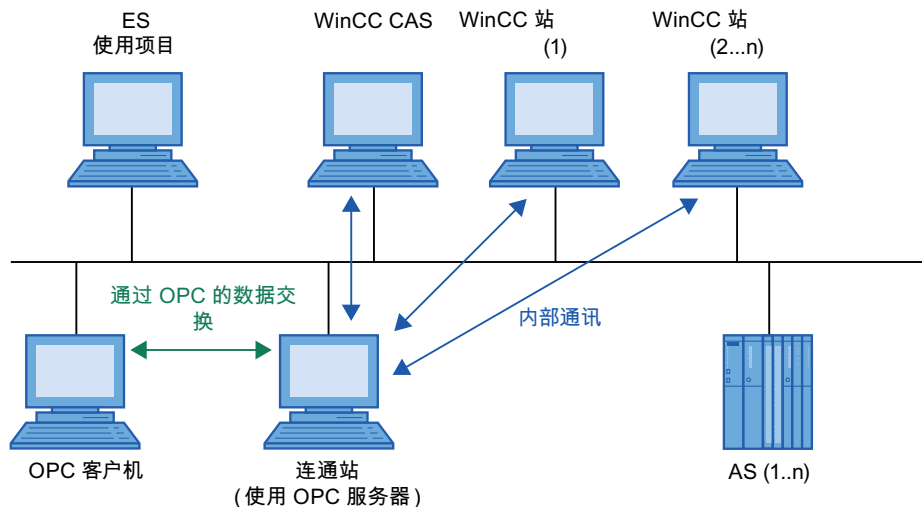 ES
使用项目
WinCC CAS
WinCC 站
(1)
WinCC 站
(2...n)
通过 OPC 的数据交
换
内部通讯
OPC 客户机
连通站
(使用 OPC 服务器)
AS (1..n)